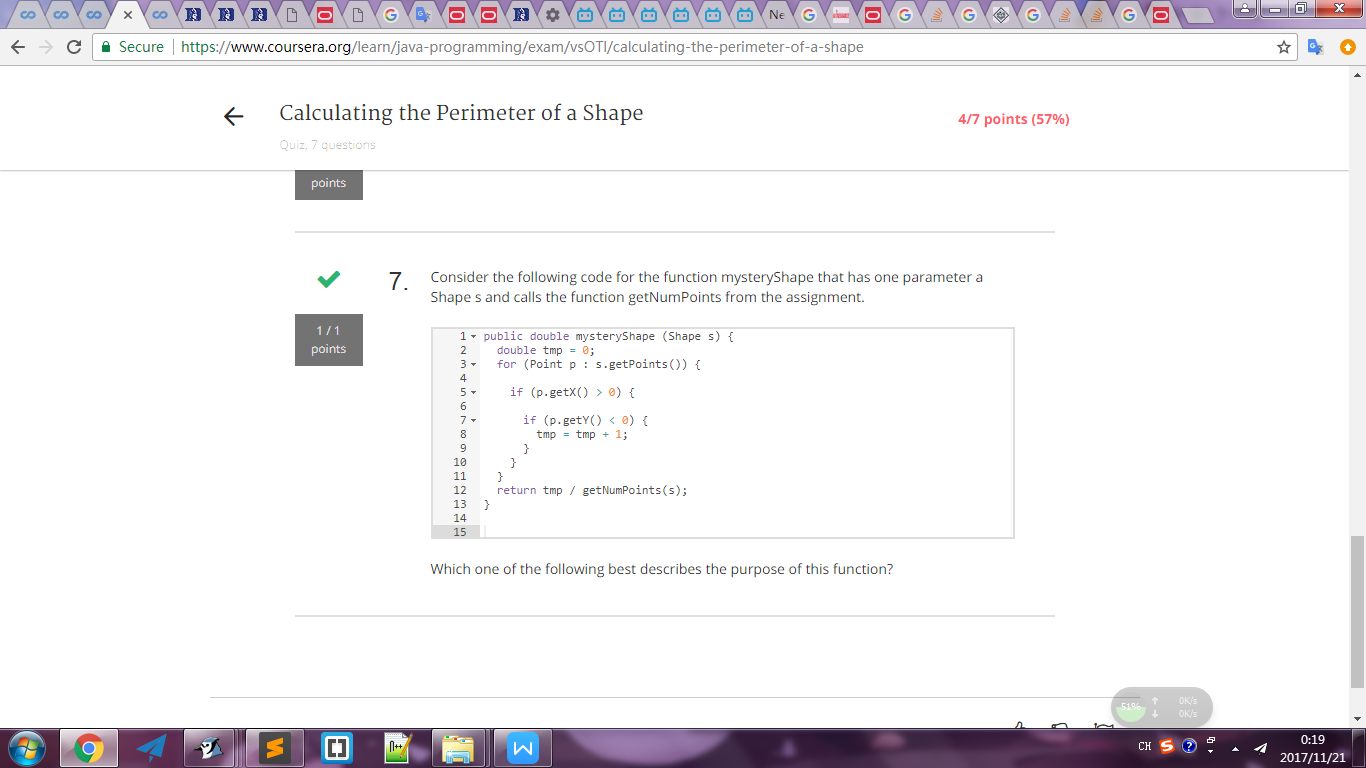 Ne
Secure https://www.coursera.org/learn/java-programming/exam/vsOTl/calculating-the-perimeter-of-a-shape
Calculating the Perimeter of a Shape
4/7 points (57%)
Quiz, 7 questions
points
7.
Consider the following code for the function mysteryShape that has one parameter a
Shape s and calls the function getNumPoints from the assignment.
1 / 1
points
1 public double mysteryShape (Shape s) {
2 double tmp = 0;
3 for (Point p : s.getPoints()) {
4
5 if (p.getX() > 0) {
6
7 if (p.getY() < 0) {
8 tmp = tmp + 1;
9 }
10 }
11 }
12 return tmp / getNumPoints(s);
13 }
14
15
Which one of the following best describes the purpose of this function?
51% 0K/s
0K/s
CH
0:19
2017/11/21